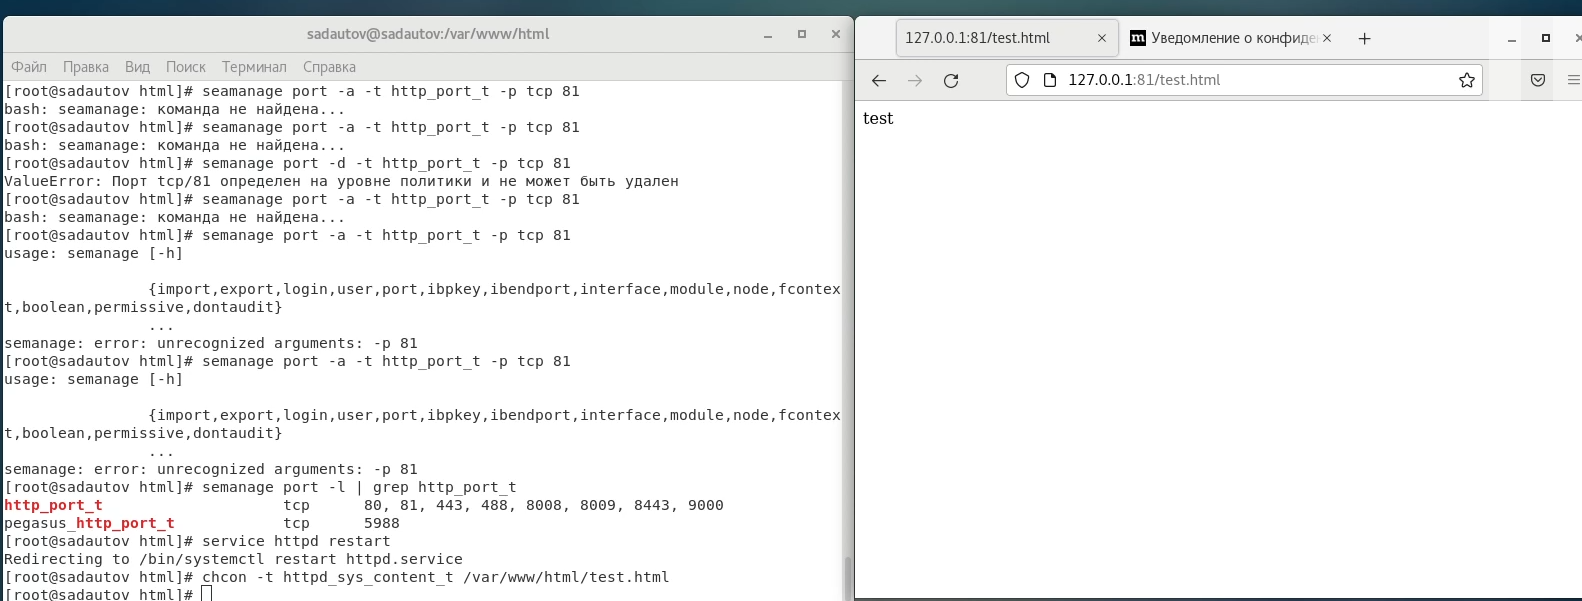 sadautov@sadautov:/var/www/html
Файл Правка Вид Поиск Терминал Справка
[root@sadautov html]# seamanage port -a -t http_port_t -p tcp 81
bash: seamanage: команда не найдена...
[root@sadautov html]# seamanage port -a -t http_port_t -p tcp 81
bash: seamanage: команда не найдена...
[root@sadautov html]# semanage port -d -t http_port_t -p tcp 81
ValueError: Порт tcp/81 определен на уровне политики и не может быть удален
[root@sadautov html]# seamanage port -a -t http_port_t -p tcp 81
bash: seamanage: команда не найдена...
[root@sadautov html]# semanage port -a -t http_port_t -р tcp 81
usage: semanage [-h]
{import,export,login,user,port,ibpkey,ibendport,interface,module,node,fcontex
t,boolean,permissive,dontaudit}
...
semanage: error: unrecognized arguments: -р 81
[root@sadautov html]# semanage port -a -t http_port_t -р tcp 81
usage: semanage [-h]
{import,export,login,user,port,ibpkey,ibendport,interface,module,node,fcontex
t,boolean,permissive,dontaudit}
...
semanage: error: unrecognized arguments: -р 81
[root@sadautov html]# semanage port -l | grep http_port_t
http_port_t tcp 80, 81, 443, 488, 8008, 8009, 8443, 9000
pegasus_http_port_t tcp 5988
[root@sadautov html]# service httpd restart
Redirecting to /bin/systemctl restart httpd.service
[root@sadautov html]# chcon -t httpd_sys_content_t /var/www/html/test.html
[root@sadautov html]#
127.0.0.1:81/test.html
m Уведомление о конфиде
127.0.0.1:81/test.html
test